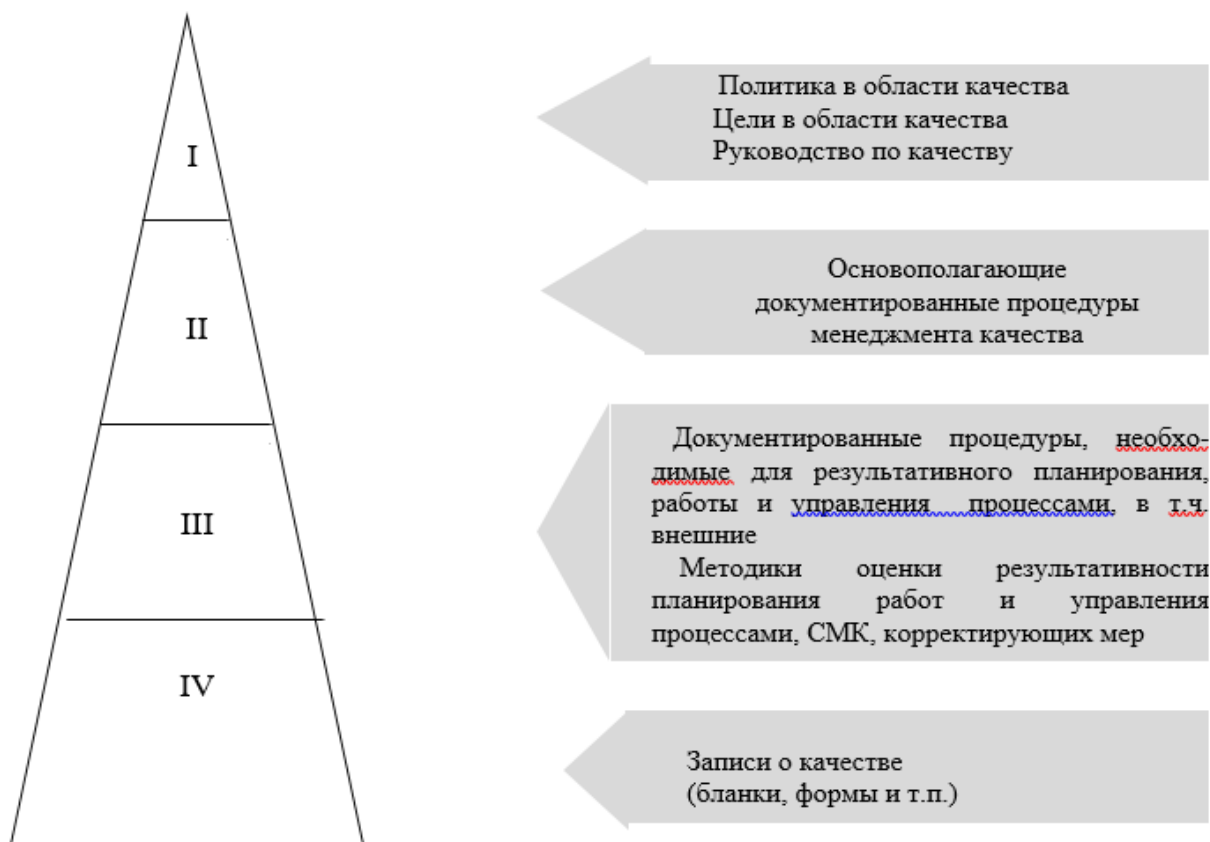 I
Политика в области качества
Цели в области качества
Руководство по качеству
II
Основополагающие
документированные процедуры
менеджмента качества
III
Документированные процедуры, необхо-
димые для результативного планирования,
работы и управления процессами, в т.ч.
внешние
Методики оценки результативности
планирования работ и управления
процессами, СМК, корректирующих мер
IV
Записи о качестве
(бланки, формы и т.п.)